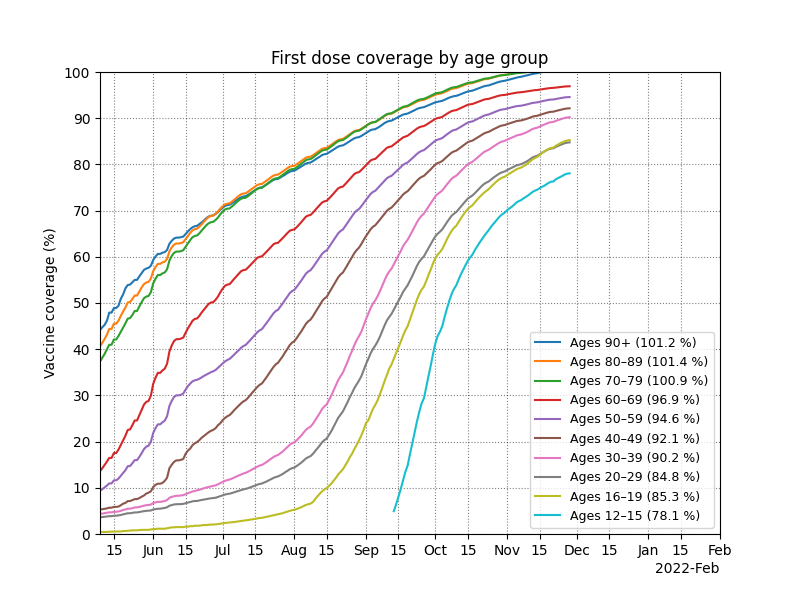 First dose coverage by age group
Vaccine coverage (%)
100
90
80
70
60
50
40
30
20
10
0
Ages 90+ (101.2 %)
Ages 80–89 (101.4 %)
Ages 70–79 (100.9 %)
Ages 60–69 (96.9 %)
Ages 50–59 (94.6 %)
Ages 40–49 (92.1 %)
Ages 30–39 (90.2 %)
Ages 20–29 (84.8 %)
Ages 16–19 (85.3 %)
Ages 12–15 (78.1 %)
15 Jun 15 Jul 15 Aug 15 Sep 15 Oct 15 Nov 15 Dec 15 Jan 15 Feb
2022-Feb